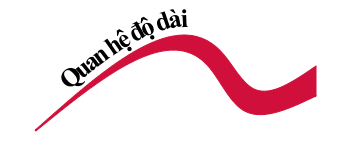 Quan hệ độ dài